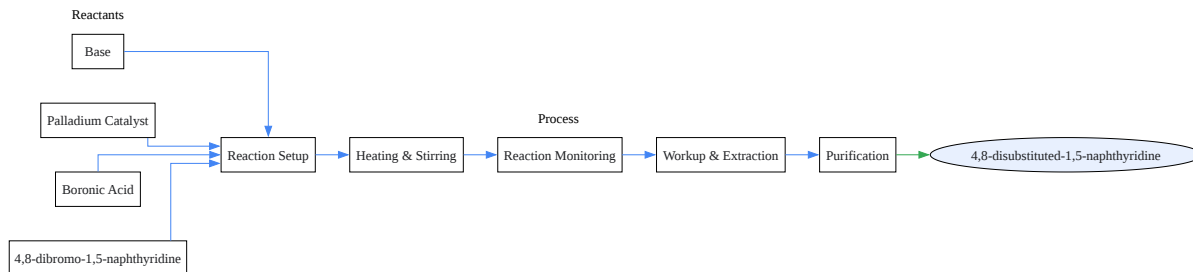 Reactants
Base
Palladium Catalyst
Boronic Acid
4,8-dibromo-1,5-naphthyridine
Process
Reaction Setup
Heating & Stirring
Reaction Monitoring
Workup & Extraction
Purification
4,8-disubstituted-1,5-naphthyridine